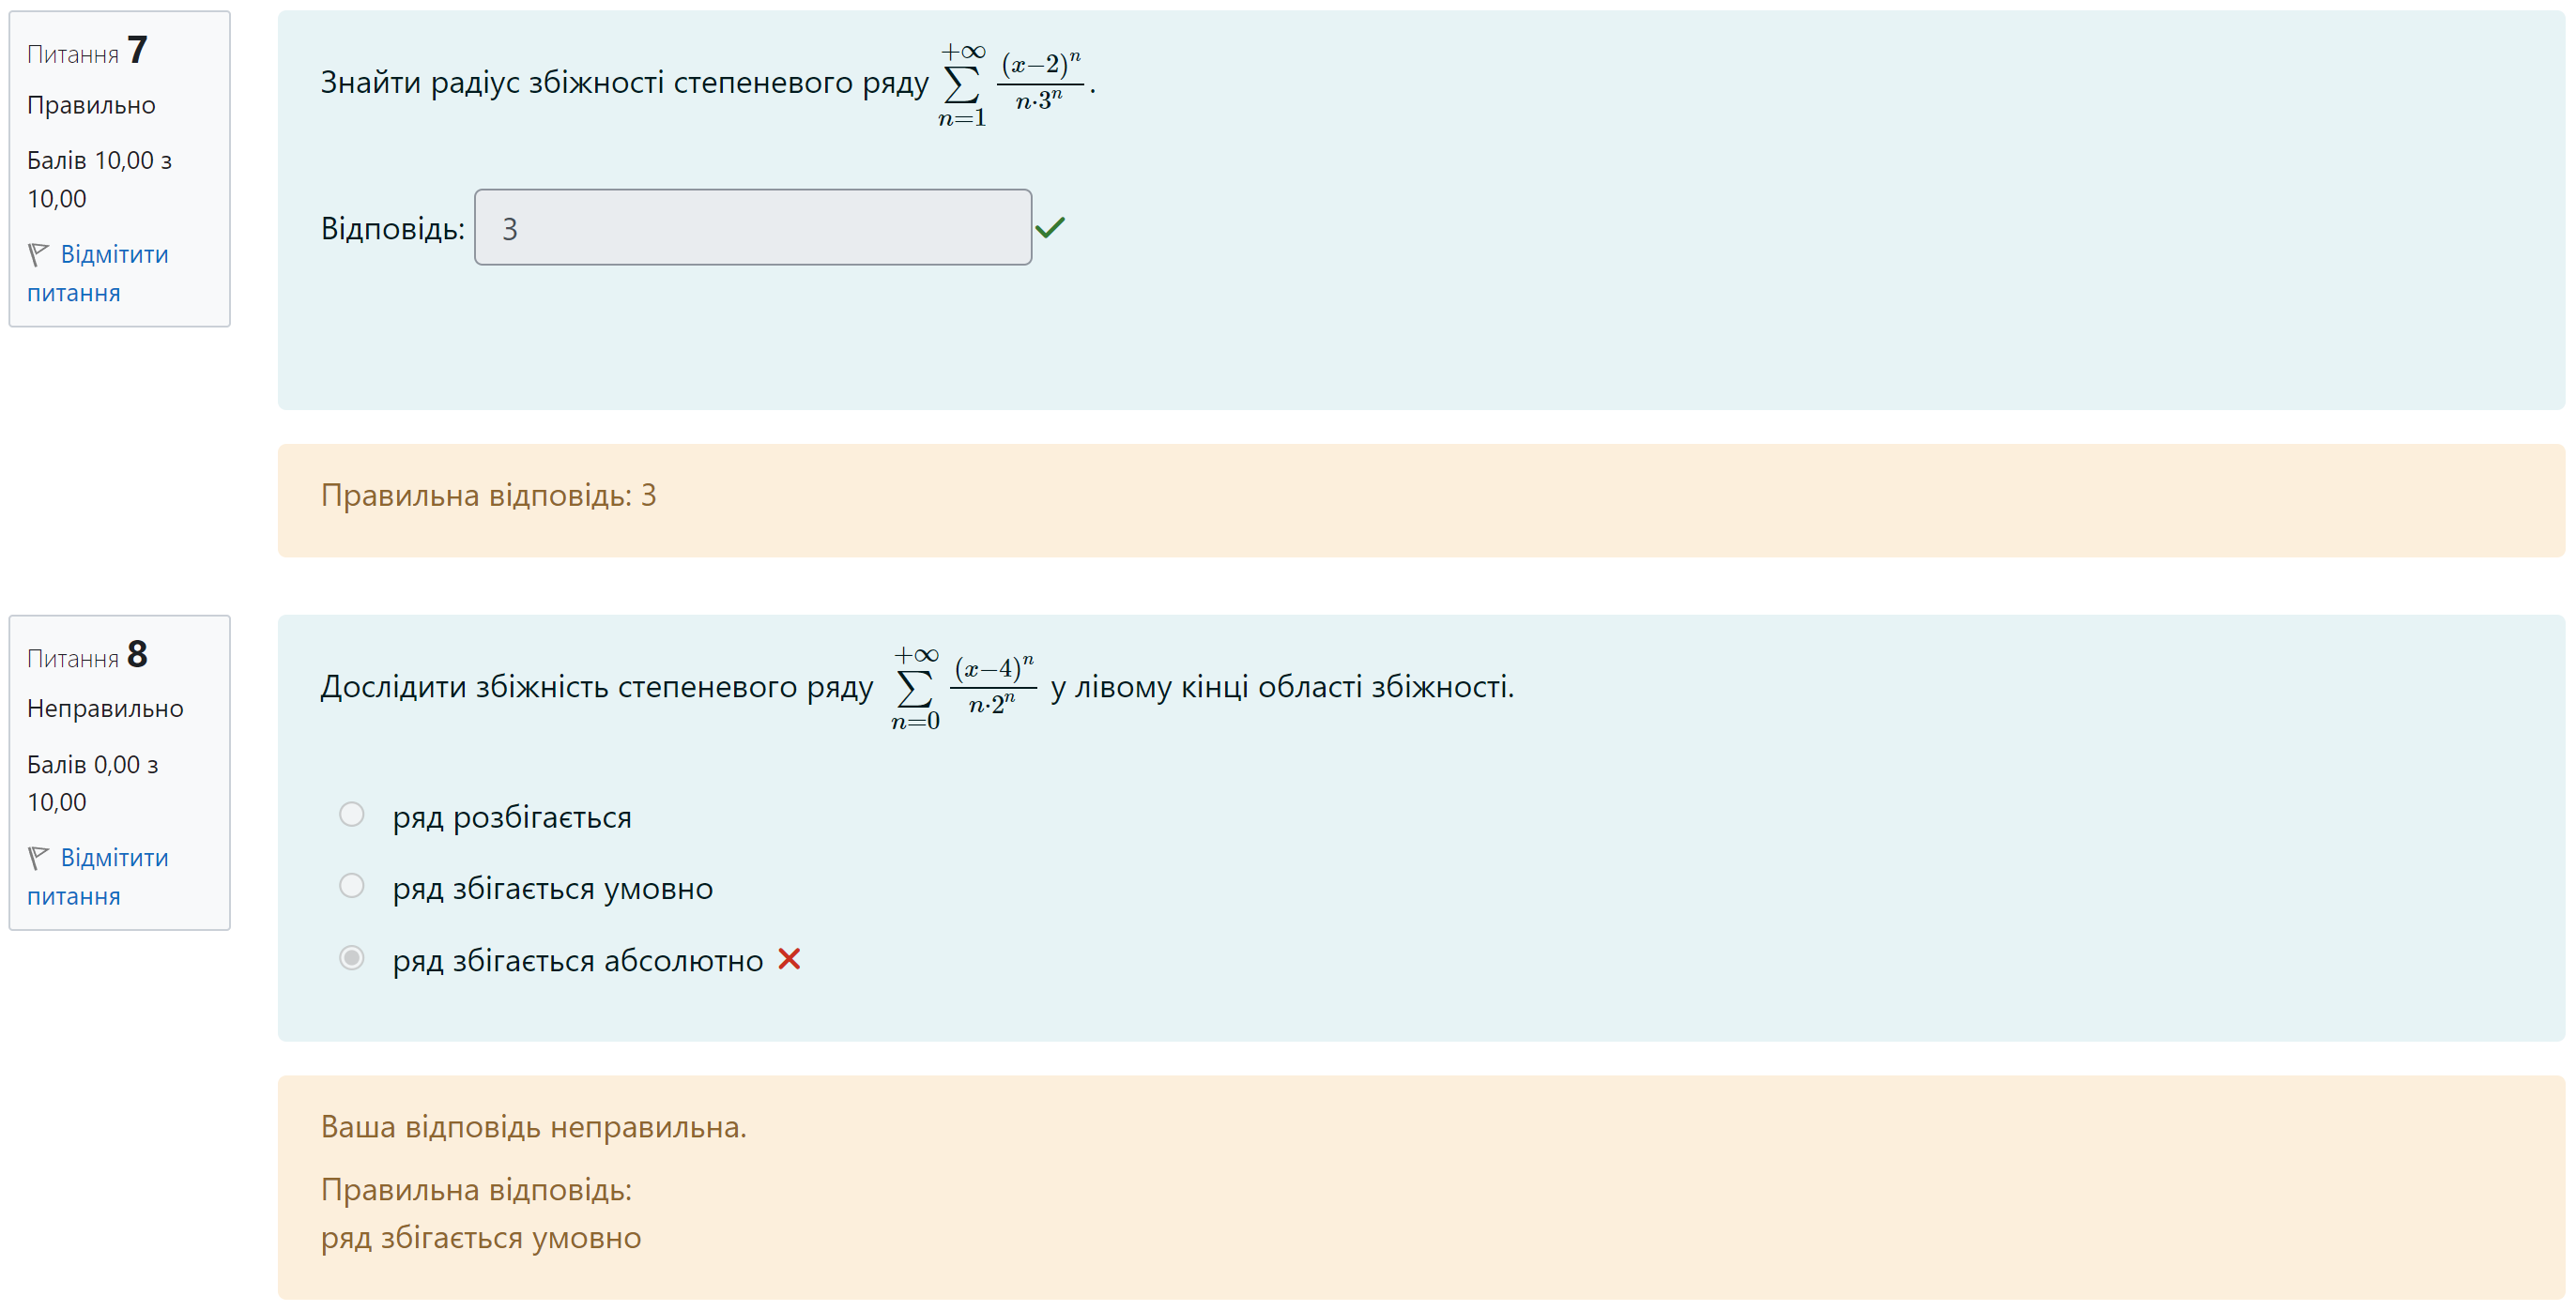 Питання 7
Правильно
Балів 10,00 з
10,00
Відмітити
питання
Знайти радіус збіжності степеневого ряду $\sum_{n=1}^{+\infty} \frac{(x-2)^n}{n \cdot 3^n}$.
Відповідь: 3
Правильна відповідь: 3
Питання 8
Неправильно
Балів 0,00 з
10,00
Відмітити
питання
Дослідити збіжність степеневого ряду $\sum_{n=0}^{+\infty} \frac{(x-4)^n}{n \cdot 2^n}$ у лівому кінці області збіжності.
ряд розбігається
ряд збігається умовно
ряд збігається абсолютно
Ваша відповідь неправильна.
Правильна відповідь:
ряд збігається умовно